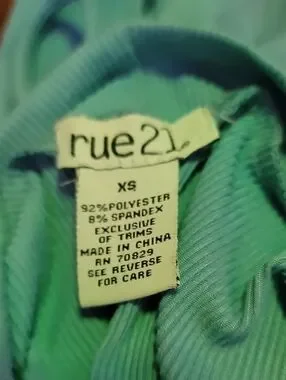 rue21.
XS
92%POLYESTER
8% SPANDEX
EXCLUSIVE
OF TRIMS
MADE IN CHINA
RN 70829
SEE REVERSE
FOR CARE